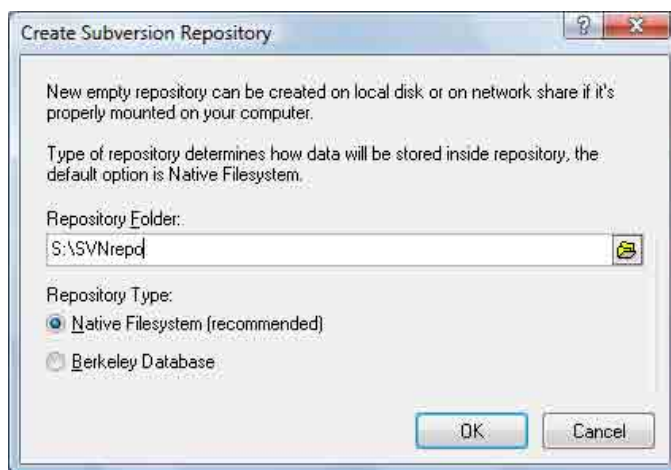 Create Subversion Repository
New empty repository can be created on local disk or on network share if it's
properly mounted on your computer.
Type of repository determines how data will be stored inside repository, the
default option is Native Filesystem.
Repository Folder:
S:\SVNrepo
Repository Type:
Native Filesystem (recommended)
Berkeley Database
OK
Cancel